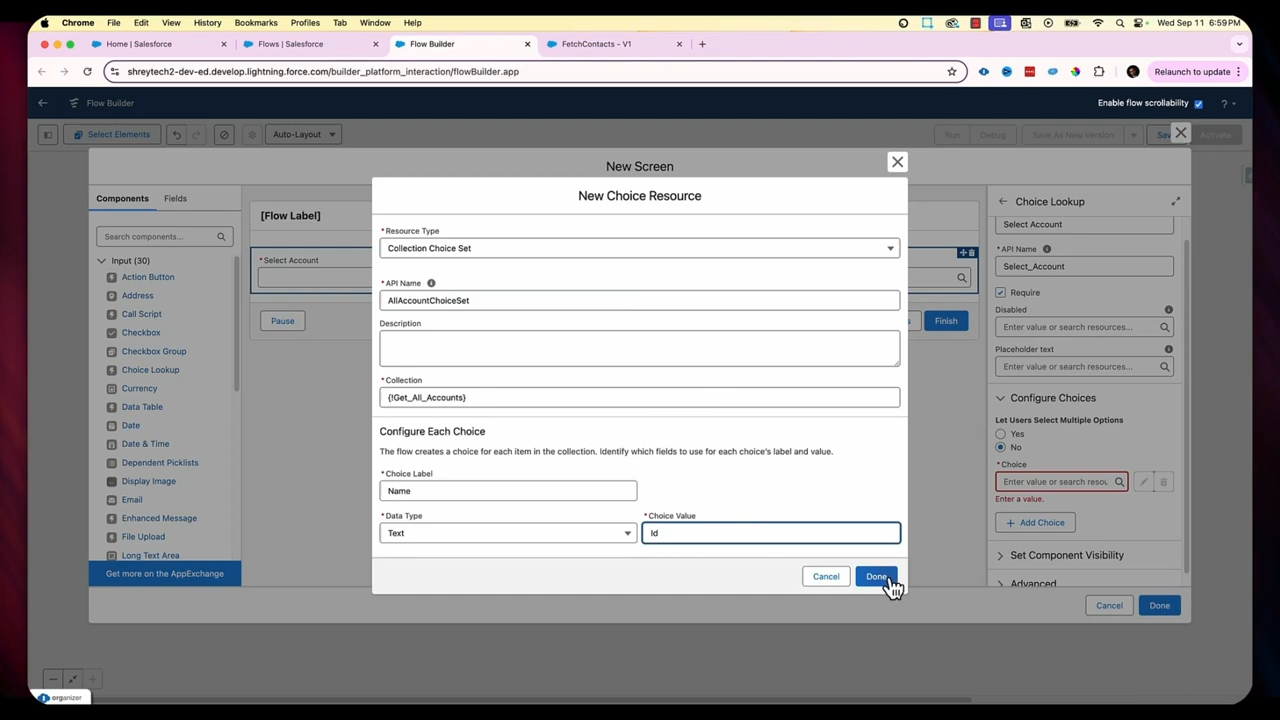 Chrome File Edit View History Bookmarks Profiles Tab Window Help Wed Sep 11 6:59 PM
Home | Salesforce Flows | Salesforce Flow Builder FetchContacts - V1
shreytech2-dev-ed.develop.lightning.force.com/builder_platform_interaction/flowBuilder.app Relaunch to update
Flow Builder Enable flow scrollability ?
Select Elements Auto-Layout Run Debug Save As New Version Activate
New Screen
Components Fields
Search components...
Input (30)
Action Button
Address
Call Script
Checkbox
Checkbox Group
Choice Lookup
Currency
Data Table
Date
Date & Time
Dependent Picklists
Display Image
Email
Enhanced Message
File Upload
Long Text Area
Get more on the AppExchange
[Flow Label]
* Select Account
Pause
Finish
New Choice Resource
* Resource Type
Collection Choice Set
* API Name
AllAccountChoiceSet
Description
* Collection
{!Get_All_Accounts}
Configure Each Choice
The flow creates a choice for each item in the collection. Identify which fields to use for each choice's label and value.
* Choice Label
Name
* Data Type * Choice Value
Text Id
Cancel Done
Choice Lookup
Select Account
* API Name
Select_Account
Require
Disabled
Enter value or search resources...
Placeholder text
Enter value or search resources...
Configure Choices
Let Users Select Multiple Options
Yes
No
* Choice
Enter value or search resou
Enter a value.
+ Add Choice
Set Component Visibility
Advanced
Cancel Done
organizer